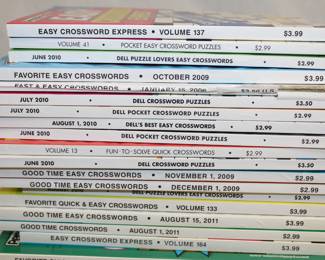 EASY CROSSWORD EXPRESS • VOLUME 137 $3.99
VOLUME 41 • POCKET EASY CROSSWORD PUZZLES • $2.99
JUNE 2010 DELL PUZZLE LOVERS EASY CROSSWORDS $2.99
FAVORITE EASY CROSSWORDS • OCTOBER 2009 $3.99
FAST & EASY CROSSWORDS • JANUARY 15, 2008 $3.50
JULY 2010 DELL CROSSWORD PUZZLES $3.50
JULY 2010 DELL POCKET CROSSWORD PUZZLES $2.99
AUGUST 1, 2010 DELL'S BEST EASY CROSSWORDS $2.99
JUNE 2010 DELL POCKET CROSSWORD PUZZLES $2.99
VOLUME 13 • FUN-TO-SOLVE QUICK CROSSWORDS • $2.99
JUNE 2010 DELL CROSSWORD PUZZLES $3.50
GOOD TIME EASY CROSSWORDS • NOVEMBER 1, 2009 $3.99
GOOD TIME EASY CROSSWORDS • DECEMBER 1, 2009 $3.99
DELL PUZZLE LOVERS EASY CROSSWORDS $2.99
FAVORITE QUICK & EASY CROSSWORDS • VOLUME 133 $3.99
GOOD TIME EASY CROSSWORDS • AUGUST 15, 2011 $3.99
GOOD TIME EASY CROSSWORDS • AUGUST 1, 2011 $3.99
EASY CROSSWORD EXPRESS • VOLUME 164 $3.99